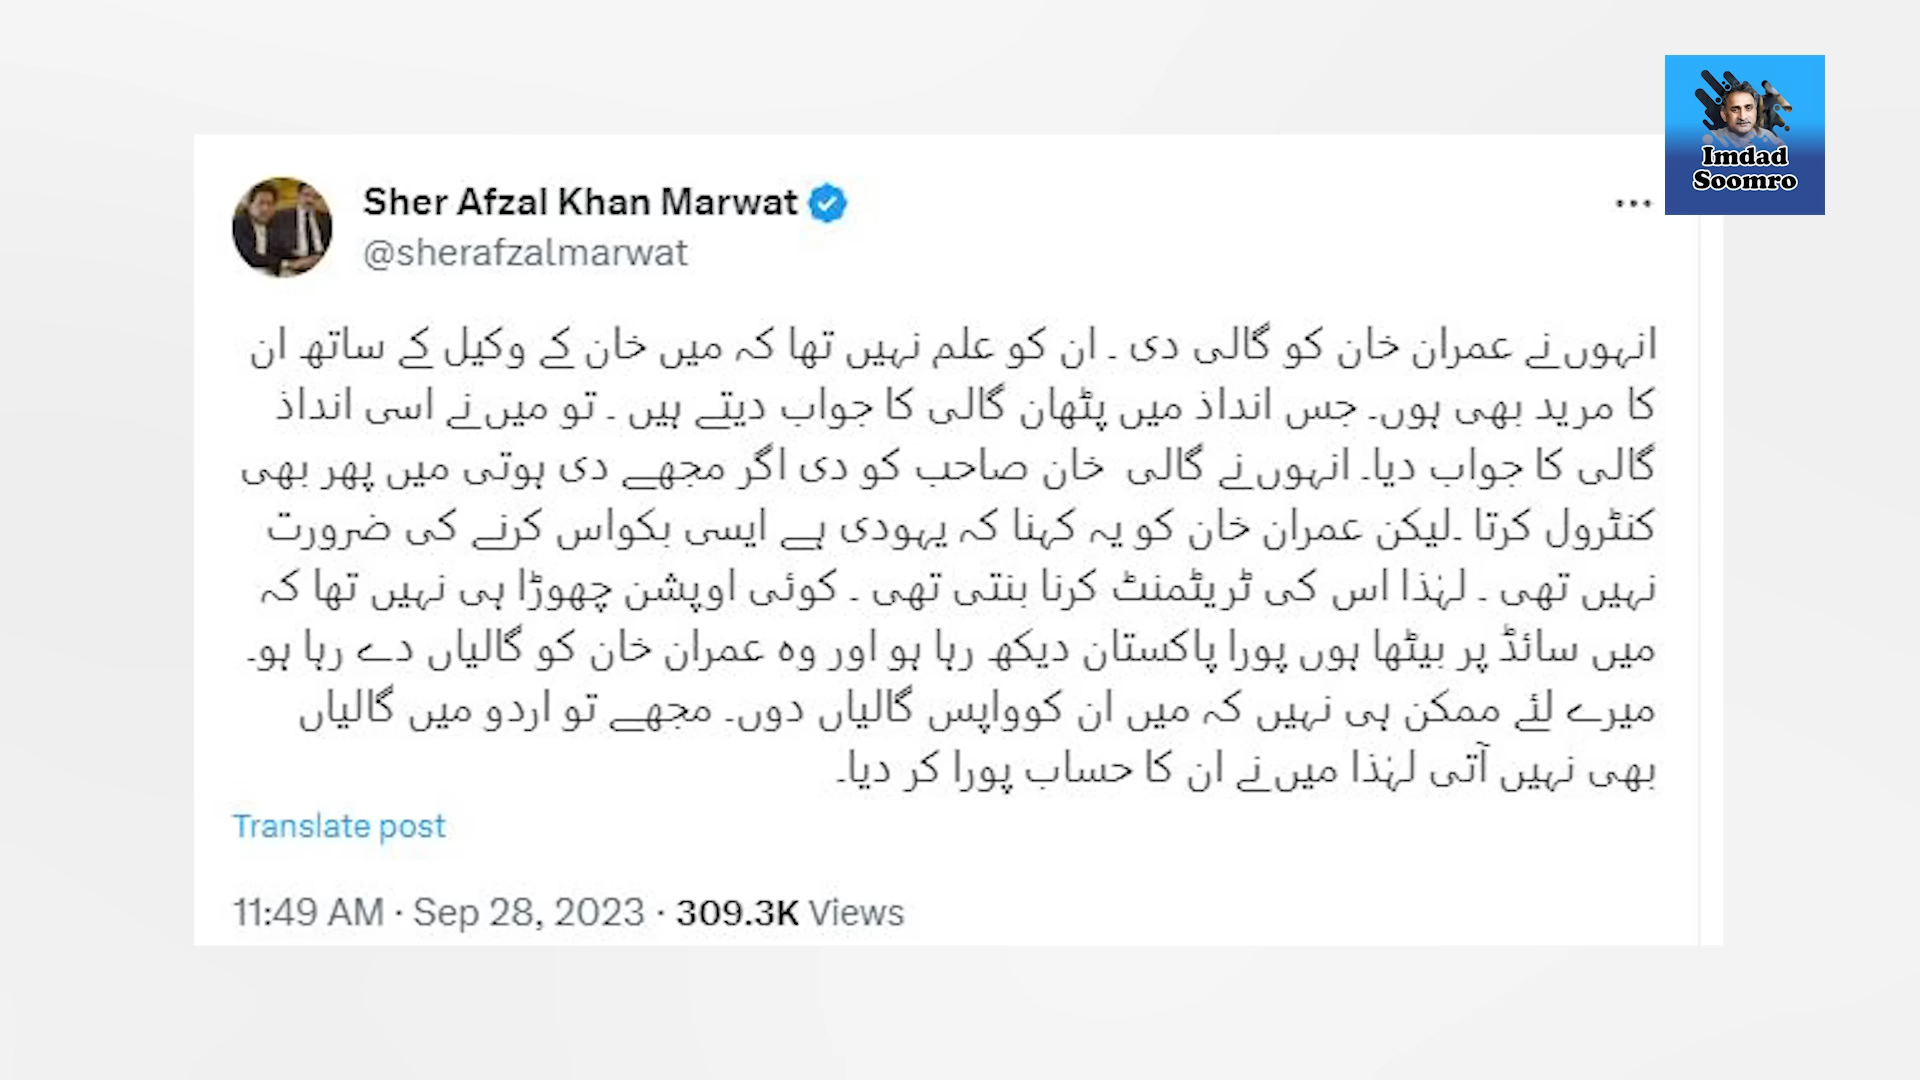 Imdad
Soomro
Sher Afzal Khan Marwat
@sherafzalmarwat
انہوں نے عمران خان کو گالی دی ۔ ان کو علم نہیں تھا کہ میں خان کے وکیل کے ساتھ ان
کا مرید بھی ہوں۔ جس انداذ میں پٹھان گالی کا جواب دیتے ہیں ۔ تو میں نے اسی انداذ
گالی کا جواب دیا۔ انہوں نے گالی خان صاحب کو دی اگر مجھے دی ہوتی میں پھر بھی
کنٹرول کرتا ۔لیکن عمران خان کو یہ کہنا کہ یہودی ہے ایسی بکواس کرنے کی ضرورت
نہیں تھی ۔ لہٰذا اس کی ٹریٹمنٹ کرنا بنتی تھی ۔ کوئی اوپشن چھوڑا ہی نہیں تھا کہ
میں سائڈ پر بیٹھا ہوں پورا پاکستان دیکھ رہا ہو اور وہ عمران خان کو گالیاں دے رہا ہو۔
میرے لئے ممکن ہی نہیں کہ میں ان کوواپس گالیاں دوں۔ مجھے تو اردو میں گالیاں
بھی نہیں آتی لہٰذا میں نے ان کا حساب پورا کر دیا۔
Translate post
11:49 AM · Sep 28, 2023 · 309.3K Views